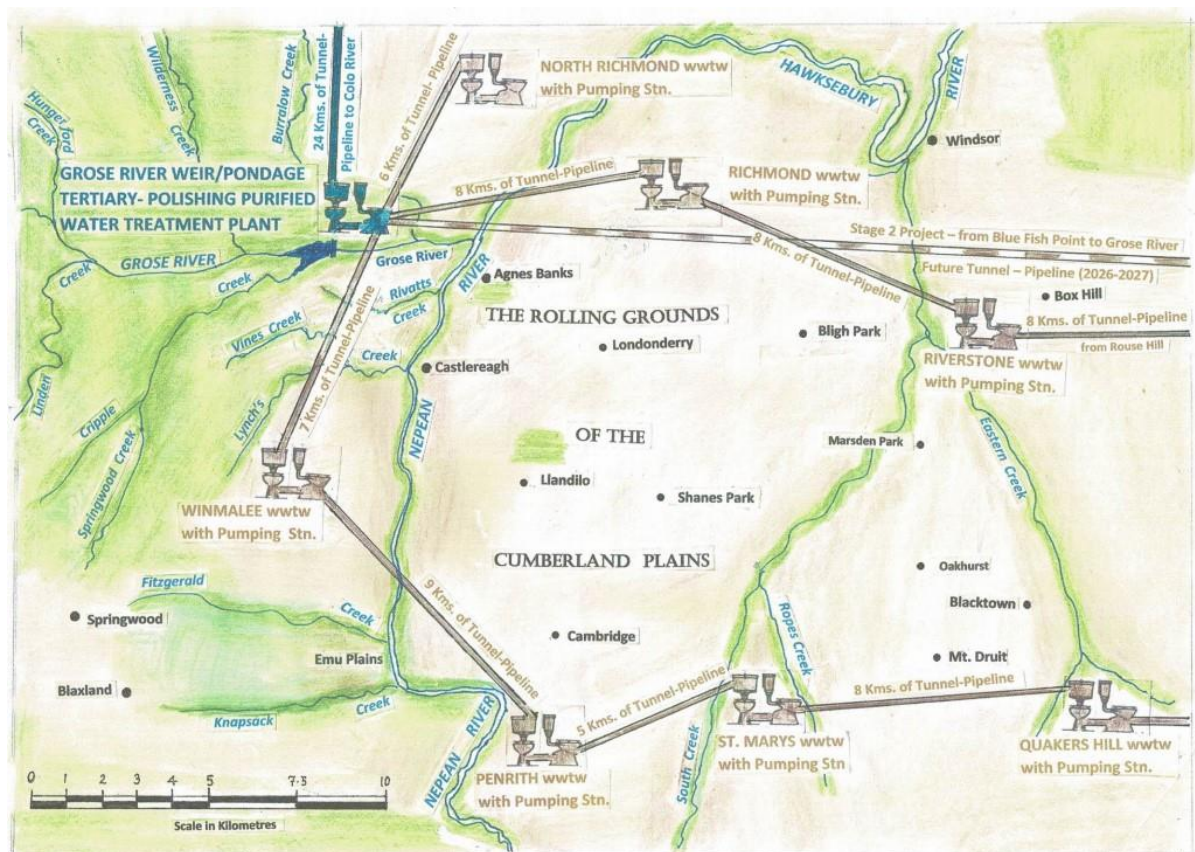 Hungerford
Creek
Wilderness
Creek
Burralow Creek
24 Kms. of Tunnel-
Pipeline to Colo River
6 Kms. of Tunnel- Pipeline
NORTH RICHMOND wwtw
with Pumping Stn.
HAWKSEBURY
RIVER
Windsor
GROSE RIVER WEIR/PONDAGE
TERTIARY- POLISHING PURIFIED
WATER TREATMENT PLANT
8 Kms. of Tunnel-Pipeline
RICHMOND wwtw
with Pumping Stn.
Stage 2 Project – from Blue Fish Point to Grose River
Future Tunnel – Pipeline (2026-2027)
8 Kms. of Tunnel-Pipeline
GROSE RIVER
Creek
Creek
Grose River
RIVER
Agnes Banks
Rivatts
Creek
Box Hill
8 Kms. of Tunnel-Pipeline
from Rouse Hill
THE ROLLING GROUNDS
Bligh Park
Londonderry
RIVERSTONE wwtw
with Pumping Stn.
Vines Creek
Creek
Castlereagh
7 Kms. of Tunnel-Pipeline
Linden
Cripple
Lynch's
NEPEAN
Springwood Creek
OF THE
Marsden Park
Eastern Creek
Llandilo
Shanes Park
WINMALEE wwtw
with Pumping Stn.
CUMBERLAND PLAINS
Oakhurst
Blacktown
Fitzgerald
Creek
Springwood
9 Kms. of Tunnel-Pipeline
Cambridge
Ropes Creek
Emu Plains
Mt. Druit
Blaxland
Knapsack
Creek
5 Kms. of Tunnel-Pipeline
8 Kms. of Tunnel-Pipeline
NEPEAN RIVER
PENRITH wwtw
with Pumping Stn.
South Creek
ST. MARYS wwtw
with Pumping Stn
QUAKERS HILL wwtw
with Pumping Stn.
0 1 2 3 4 5 7·5 10
Scale in Kilometres